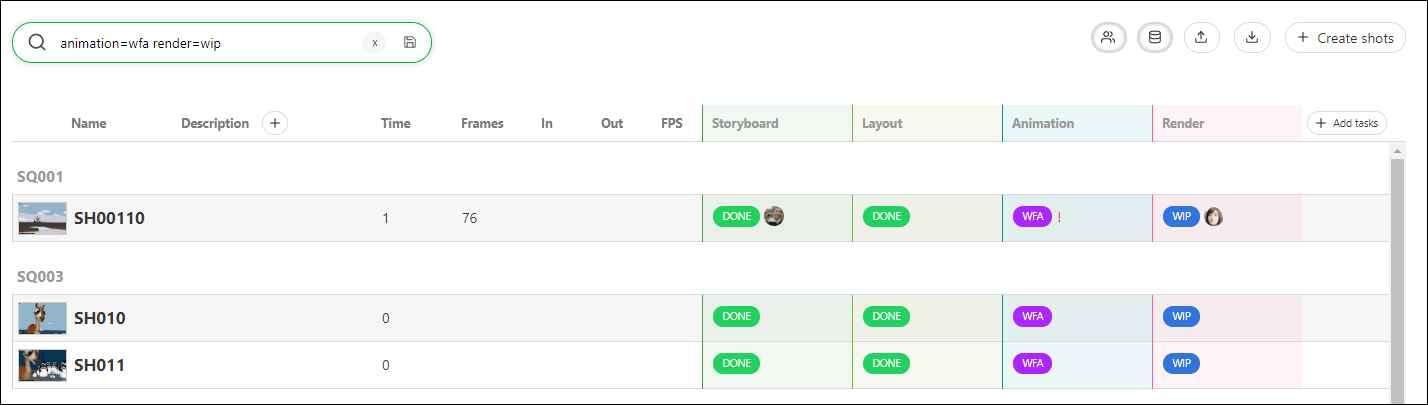 animation=wfa render=wip x + Create shots
Name Description + Time Frames In Out FPS Storyboard Layout Animation Render + Add tasks
SQ001
SH00110 1 76 DONE DONE WFA ! WIP
SQ003
SH010 0 DONE DONE WFA WIP
SH011 0 DONE DONE WFA WIP